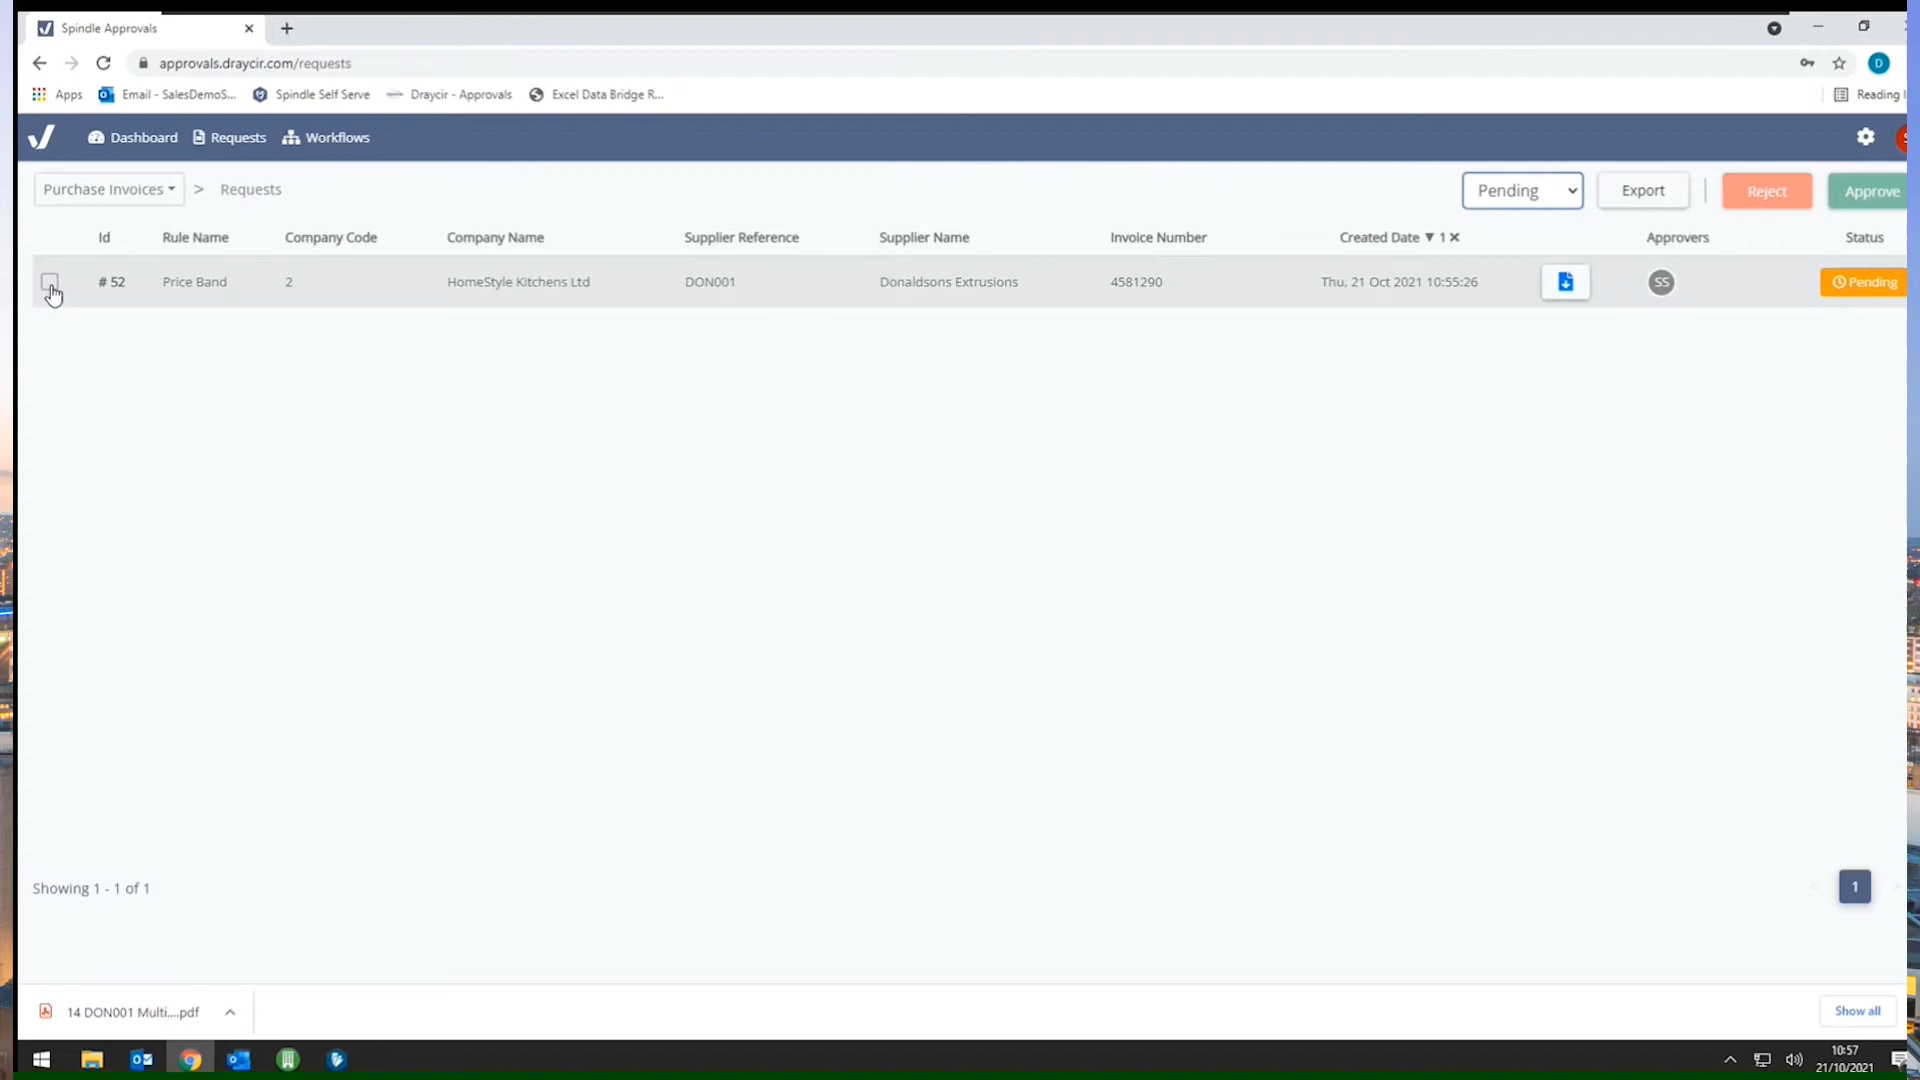 Spindle Approvals
approvals.draycir.com/requests
Apps Email - SalesDemoS... Spindle Self Serve Draycir - Approvals Excel Data Bridge R... Reading
D
Dashboard Requests Workflows
Purchase Invoices > Requests Pending Export Reject Approve
Id Rule Name Company Code Company Name Supplier Reference Supplier Name Invoice Number Created Date ▼ 1 ✕ Approvers Status
# 52 Price Band 2 HomeStyle Kitchens Ltd DON001 Donaldsons Extrusions 4581290 Thu, 21 Oct 2021 10:55:26 SS Pending
Showing 1 - 1 of 1 1
14 DON001 Multi....pdf Show all
10:57
21/10/2021